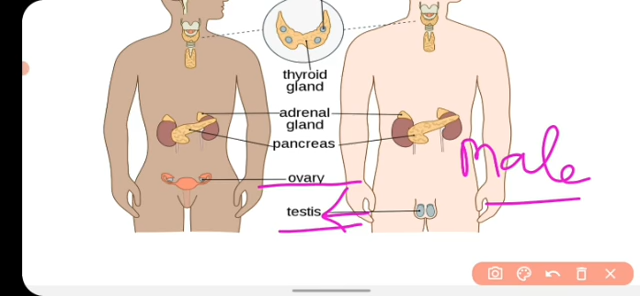 thyroid
gland
adrenal
gland
pancreas
male
ovary
testis